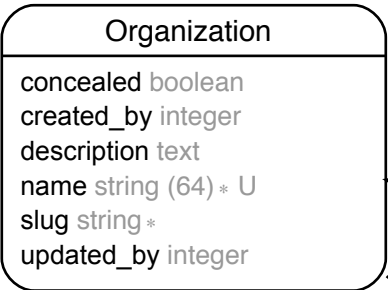 Organization
concealed boolean
created_by integer
description text
name string (64) * U
slug string *
updated_by integer